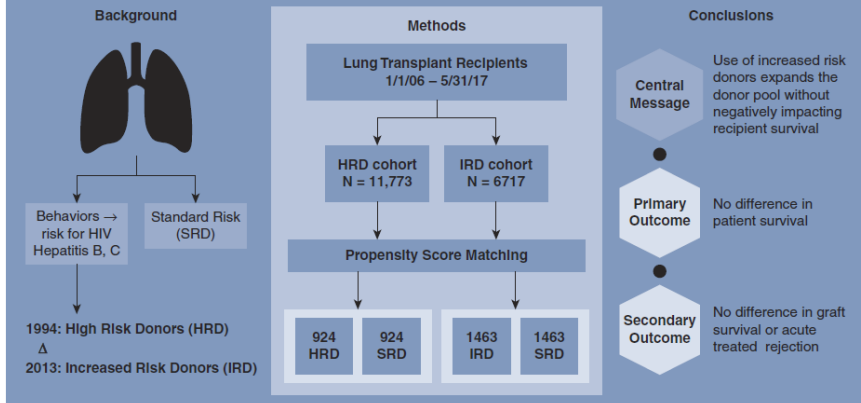 Background
Behaviors →
risk for HIV
Hepatitis B, C
Standard Risk
(SRD)
1994: High Risk Donors (HRD)
Δ
2013: Increased Risk Donors (IRD)
Methods
Lung Transplant Recipients
1/1/06 – 5/31/17
HRD cohort
N = 11,773
IRD cohort
N = 6717
Propensity Score Matching
924
HRD
924
SRD
1463
IRD
1463
SRD
Conclusions
Central
Message
Use of increased risk
donors expands the
donor pool without
negatively impacting
recipient survival
Primary
Outcome
No difference in
patient survival
Secondary
Outcome
No difference in graft
survival or acute
treated rejection